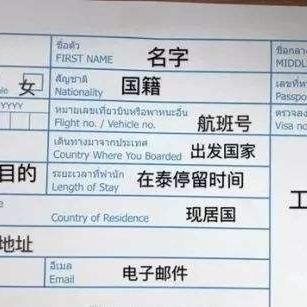 ชื่อตัว
FIRST NAME 名字
ชื่อกลาง
MIDDL
ale 女
สัญชาติ
Nationality 国籍
เลขที่ห
Passpo
YYYY
หมายเลขเที่ยวบินหรือพาหนะอื่น
Flight no. / Vehicle no. 航班号
ตรวจลง
Visa no
เดินทางมาจากประเทศ
Country Where You Boarded 出发国家
目的
ระยะเวลาที่พำนัก
Length of Stay 在泰停留时间
Country of Residence 现居国
地址
อีเมล
Email 电子邮件